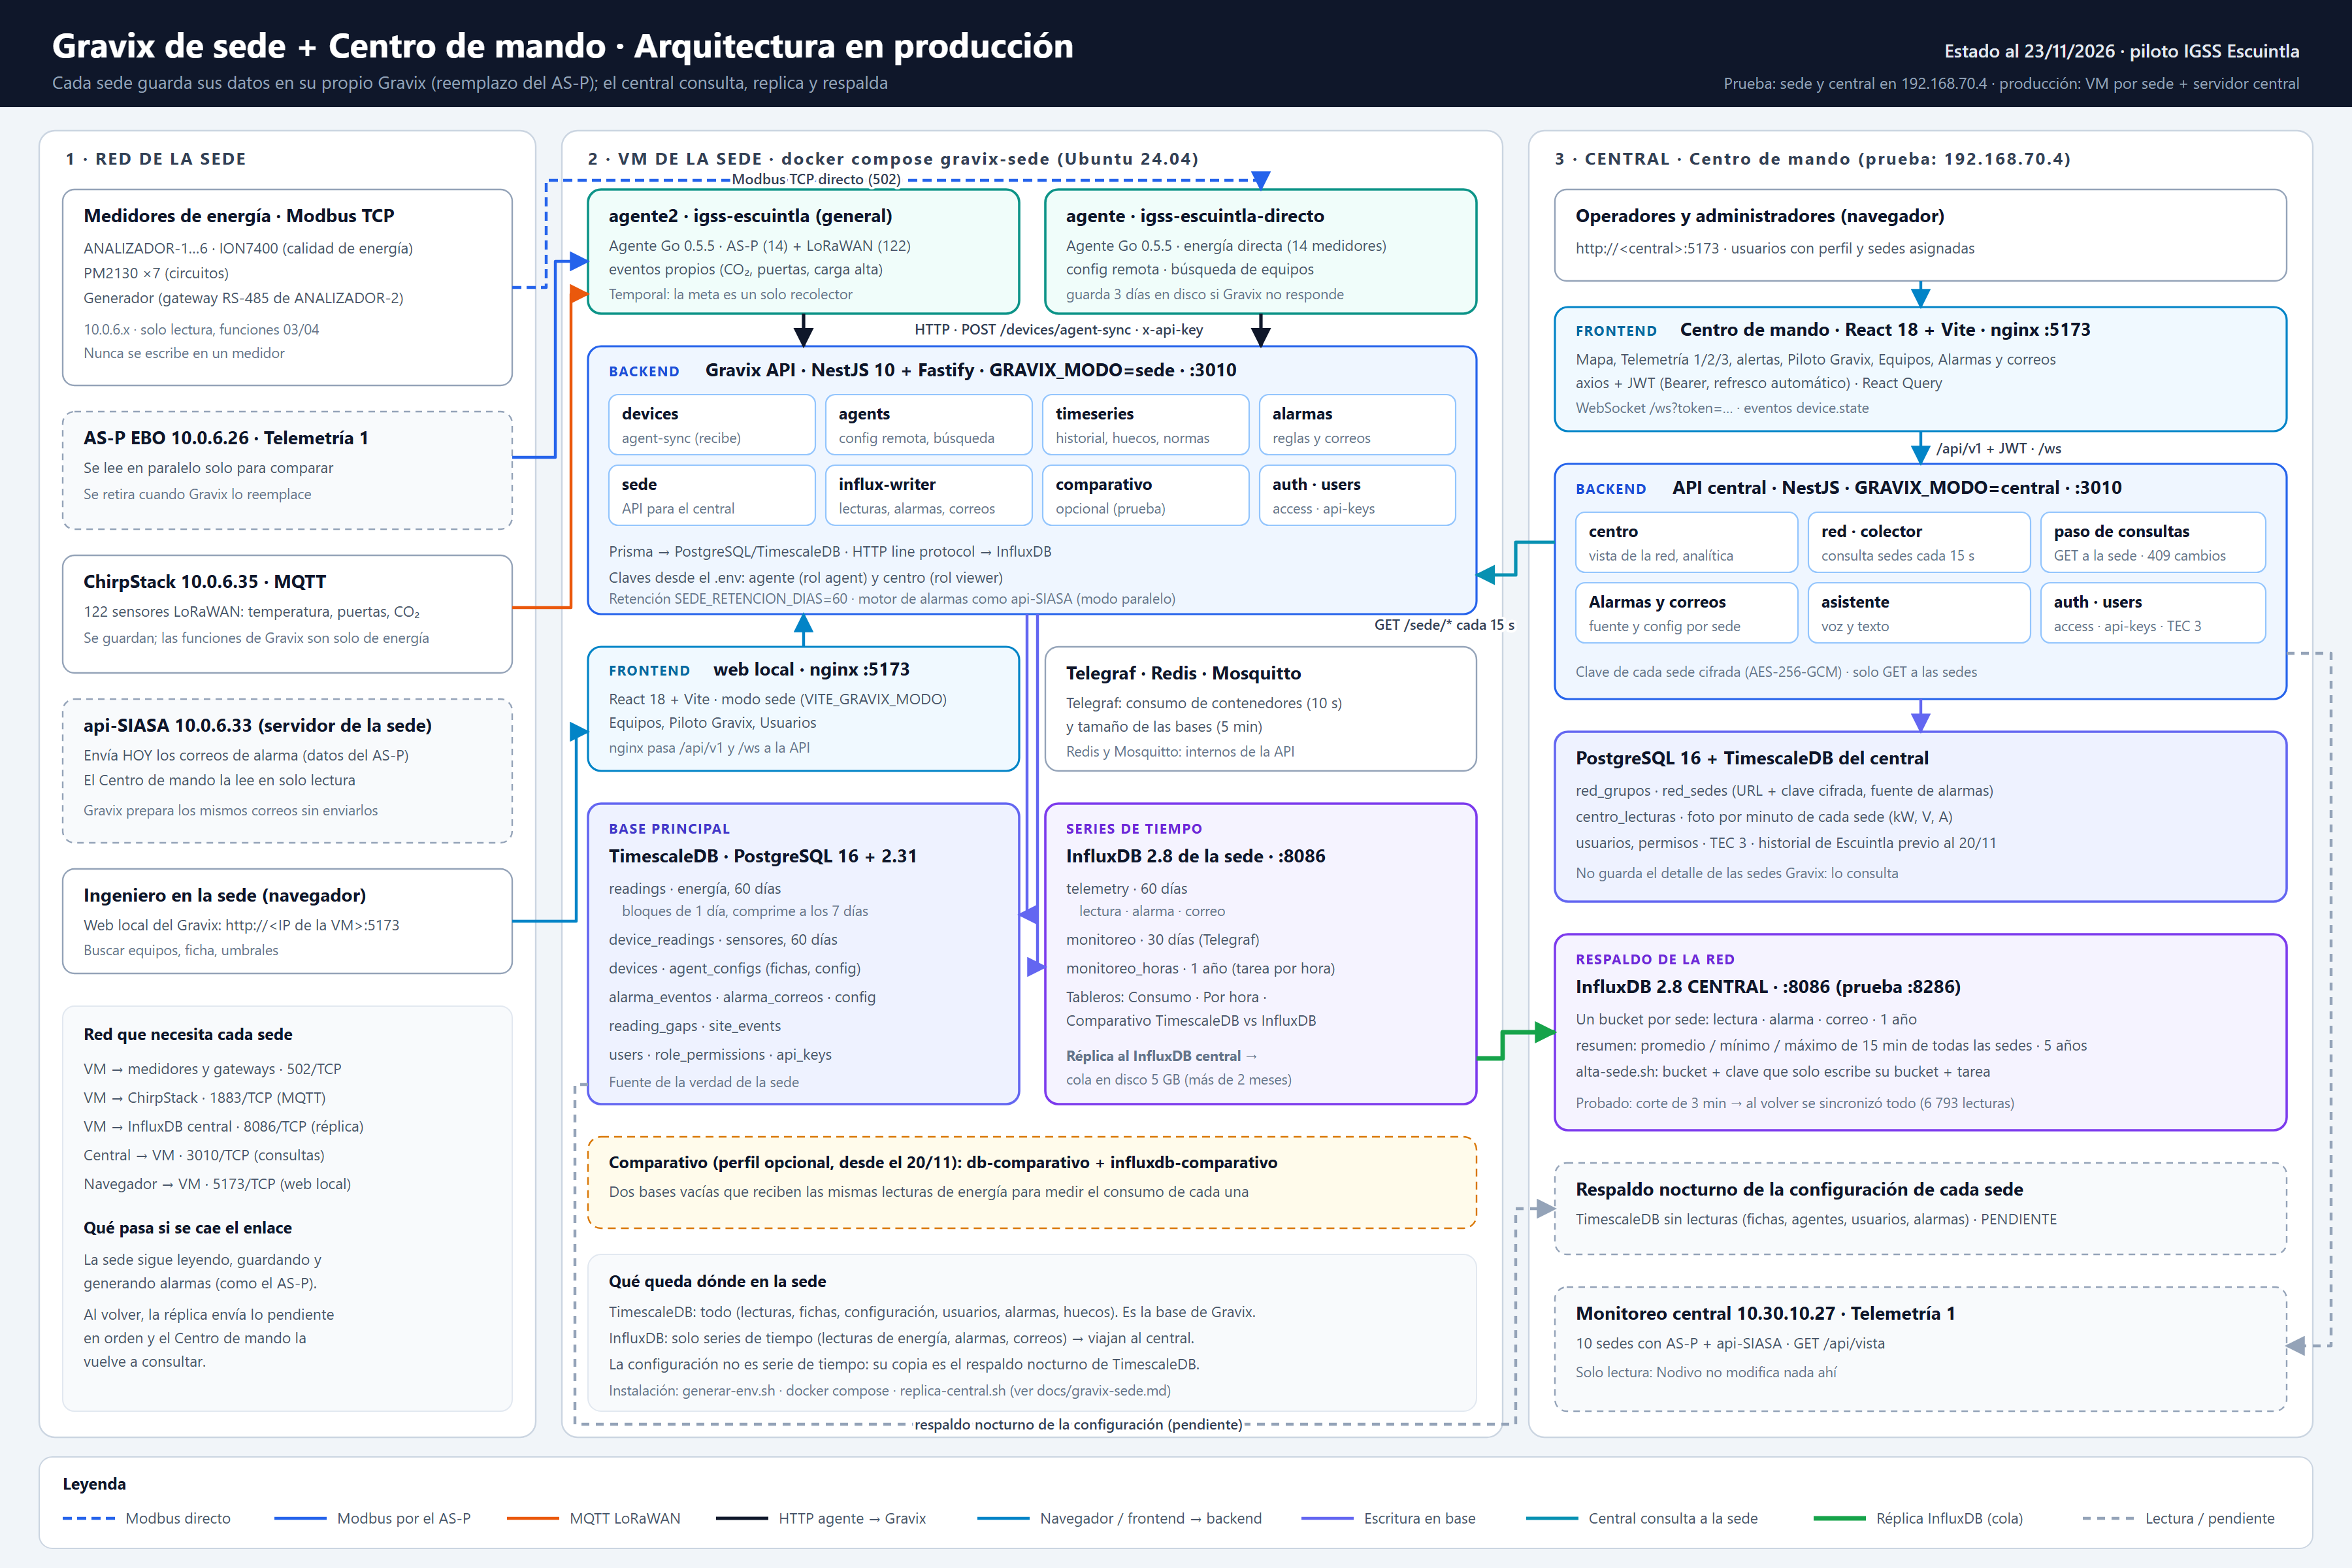 Gravix de sede + Centro de mando · Arquitectura en producción
Cada sede guarda sus datos en su propio Gravix (reemplazo del AS-P); el central consulta, replica y respalda
Estado al 23/11/2026 · piloto IGSS Escuintla
Prueba: sede y central en 192.168.70.4 · producción: VM por sede + servidor central
1 · RED DE LA SEDE
Medidores de energía · Modbus TCP
ANALIZADOR-1…6 · ION7400 (calidad de energía)
PM2130 ×7 (circuitos)
Generador (gateway RS-485 de ANALIZADOR-2)
10.0.6.x · solo lectura, funciones 03/04
Nunca se escribe en un medidor
AS-P EBO 10.0.6.26 · Telemetría 1
Se lee en paralelo solo para comparar
Se retira cuando Gravix lo reemplace
ChirpStack 10.0.6.35 · MQTT
122 sensores LoRaWAN: temperatura, puertas, CO₂
Se guardan; las funciones de Gravix son solo de energía
api-SIASA 10.0.6.33 (servidor de la sede)
Envía HOY los correos de alarma (datos del AS-P)
El Centro de mando la lee en solo lectura
Gravix prepara los mismos correos sin enviarlos
Ingeniero en la sede (navegador)
Web local del Gravix: http://<IP de la VM>:5173
Buscar equipos, ficha, umbrales
Red que necesita cada sede
VM → medidores y gateways · 502/TCP
VM → ChirpStack · 1883/TCP (MQTT)
VM → InfluxDB central · 8086/TCP (réplica)
Central → VM · 3010/TCP (consultas)
Navegador → VM · 5173/TCP (web local)
Qué pasa si se cae el enlace
La sede sigue leyendo, guardando y
generando alarmas (como el AS-P).
Al volver, la réplica envía lo pendiente
en orden y el Centro de mando la
vuelve a consultar.
2 · VM DE LA SEDE · docker compose gravix-sede (Ubuntu 24.04)
Modbus TCP directo (502)
agente2 · igss-escuintla (general)
Agente Go 0.5.5 · AS-P (14) + LoRaWAN (122)
eventos propios (CO₂, puertas, carga alta)
Temporal: la meta es un solo recolector
agente · igss-escuintla-directo
Agente Go 0.5.5 · energía directa (14 medidores)
config remota · búsqueda de equipos
guarda 3 días en disco si Gravix no responde
HTTP · POST /devices/agent-sync · x-api-key
BACKEND Gravix API · NestJS 10 + Fastify · GRAVIX_MODO=sede · :3010
devices
agent-sync (recibe)
agents
config remota, búsqueda
timeseries
historial, huecos, normas
alarmas
reglas y correos
sede
API para el central
influx-writer
lecturas, alarmas, correos
comparativo
opcional (prueba)
auth · users
access · api-keys
Prisma → PostgreSQL/TimescaleDB · HTTP line protocol → InfluxDB
Claves desde el .env: agente (rol agent) y centro (rol viewer)
Retención SEDE_RETENCION_DIAS=60 · motor de alarmas como api-SIASA (modo paralelo)
GET /sede/* cada 15 s
FRONTEND web local · nginx :5173
React 18 + Vite · modo sede (VITE_GRAVIX_MODO)
Equipos, Piloto Gravix, Usuarios
nginx pasa /api/v1 y /ws a la API
Telegraf · Redis · Mosquitto
Telegraf: consumo de contenedores (10 s)
y tamaño de las bases (5 min)
Redis y Mosquitto: internos de la API
BASE PRINCIPAL
TimescaleDB · PostgreSQL 16 + 2.31
readings · energía, 60 días
bloques de 1 día, comprime a los 7 días
device_readings · sensores, 60 días
devices · agent_configs (fichas, config)
alarma_eventos · alarma_correos · config
reading_gaps · site_events
users · role_permissions · api_keys
Fuente de la verdad de la sede
SERIES DE TIEMPO
InfluxDB 2.8 de la sede · :8086
telemetry · 60 días
lectura · alarma · correo
monitoreo · 30 días (Telegraf)
monitoreo_horas · 1 año (tarea por hora)
Tableros: Consumo · Por hora ·
Comparativo TimescaleDB vs InfluxDB
Réplica al InfluxDB central →
cola en disco 5 GB (más de 2 meses)
Comparativo (perfil opcional, desde el 20/11): db-comparativo + influxdb-comparativo
Dos bases vacías que reciben las mismas lecturas de energía para medir el consumo de cada una
Qué queda dónde en la sede
TimescaleDB: todo (lecturas, fichas, configuración, usuarios, alarmas, huecos). Es la base de Gravix.
InfluxDB: solo series de tiempo (lecturas de energía, alarmas, correos) → viajan al central.
La configuración no es serie de tiempo: su copia es el respaldo nocturno de TimescaleDB.
Instalación: generar-env.sh · docker compose · replica-central.sh (ver docs/gravix-sede.md)
respaldo nocturno de la configuración (pendiente)
3 · CENTRAL · Centro de mando (prueba: 192.168.70.4)
Operadores y administradores (navegador)
http://<central>:5173 · usuarios con perfil y sedes asignadas
FRONTEND Centro de mando · React 18 + Vite · nginx :5173
Mapa, Telemetría 1/2/3, alertas, Piloto Gravix, Equipos, Alarmas y correos
axios + JWT (Bearer, refresco automático) · React Query
WebSocket /ws?token=… · eventos device.state
/api/v1 + JWT · /ws
BACKEND API central · NestJS · GRAVIX_MODO=central · :3010
centro
vista de la red, analítica
red · colector
consulta sedes cada 15 s
paso de consultas
GET a la sede · 409 cambios
Alarmas y correos
fuente y config por sede
asistente
voz y texto
auth · users
access · api-keys · TEC 3
Clave de cada sede cifrada (AES-256-GCM) · solo GET a las sedes
PostgreSQL 16 + TimescaleDB del central
red_grupos · red_sedes (URL + clave cifrada, fuente de alarmas)
centro_lecturas · foto por minuto de cada sede (kW, V, A)
usuarios, permisos · TEC 3 · historial de Escuintla previo al 20/11
No guarda el detalle de las sedes Gravix: lo consulta
RESPALDO DE LA RED
InfluxDB 2.8 CENTRAL · :8086 (prueba :8286)
Un bucket por sede: lectura · alarma · correo · 1 año
resumen: promedio / mínimo / máximo de 15 min de todas las sedes · 5 años
alta-sede.sh: bucket + clave que solo escribe su bucket + tarea
Probado: corte de 3 min → al volver se sincronizó todo (6 793 lecturas)
Respaldo nocturno de la configuración de cada sede
TimescaleDB sin lecturas (fichas, agentes, usuarios, alarmas) · PENDIENTE
Monitoreo central 10.30.10.27 · Telemetría 1
10 sedes con AS-P + api-SIASA · GET /api/vista
Solo lectura: Nodivo no modifica nada ahí
Leyenda
Modbus directo
Modbus por el AS-P
MQTT LoRaWAN
HTTP agente → Gravix
Navegador / frontend → backend
Escritura en base
Central consulta a la sede
Réplica InfluxDB (cola)
Lectura / pendiente